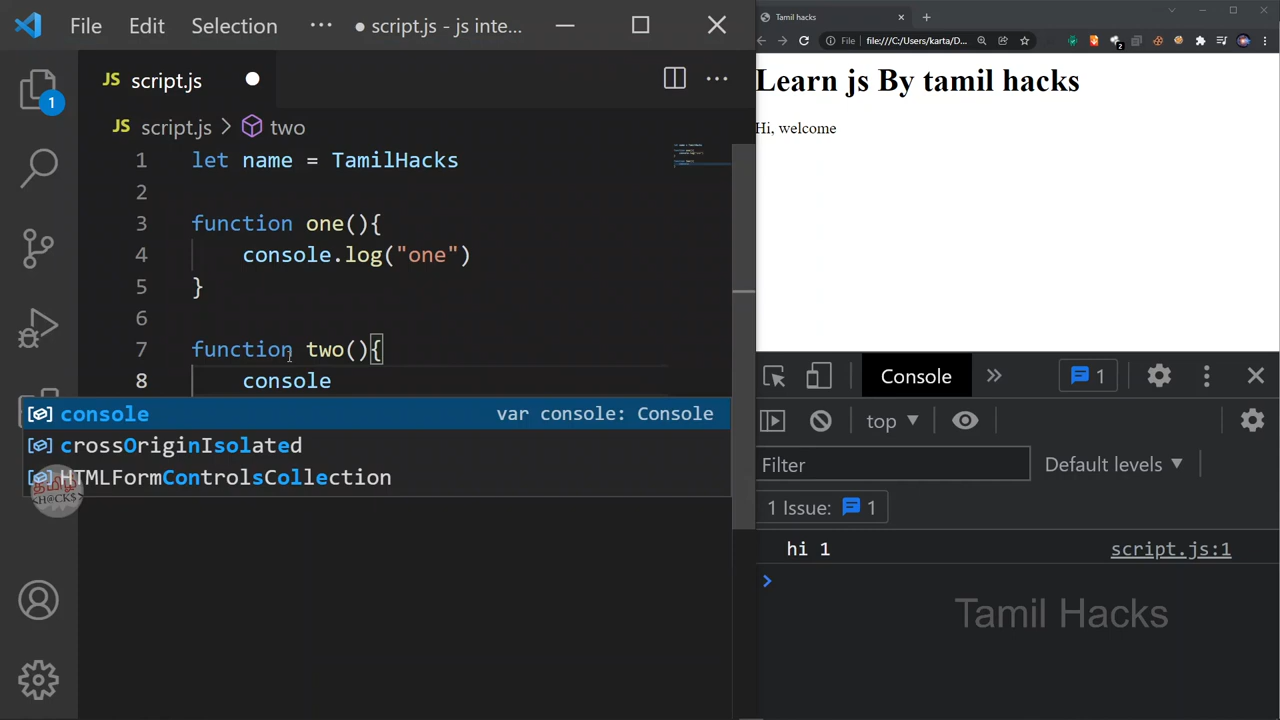 File Edit Selection ··· ● script.js - js inte...
JS script.js ●
JS script.js > two
1 let name = TamilHacks
2
3 function one(){
4 console.log("one")
5 }
6
7 function two(){
8 console
console var console: Console
crossOriginIsolated
HTMLFormControlsCollection
தமிழ்
<H@CK$>
1
Tamil hacks
File file:///C:/Users/karta/D...
2
Learn js By tamil hacks
Hi, welcome
Console » 1
top ▼
Filter Default levels ▼
1 Issue: 1
hi 1 script.js:1
>
Tamil Hacks